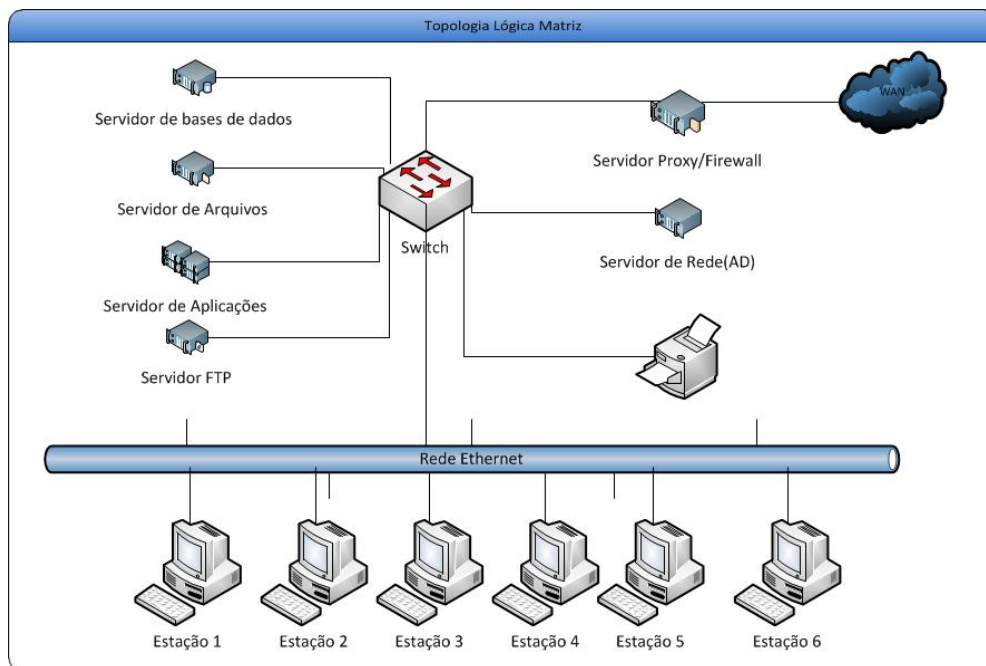 Topologia Lógica Matriz
WAN
Servidor de bases de dados
Servidor Proxy/Firewall
Servidor de Arquivos
Switch
Servidor de Rede(AD)
Servidor de Aplicações
Servidor FTP
Rede Ethernet
Estação 1
Estação 2
Estação 3
Estação 4
Estação 5
Estação 6